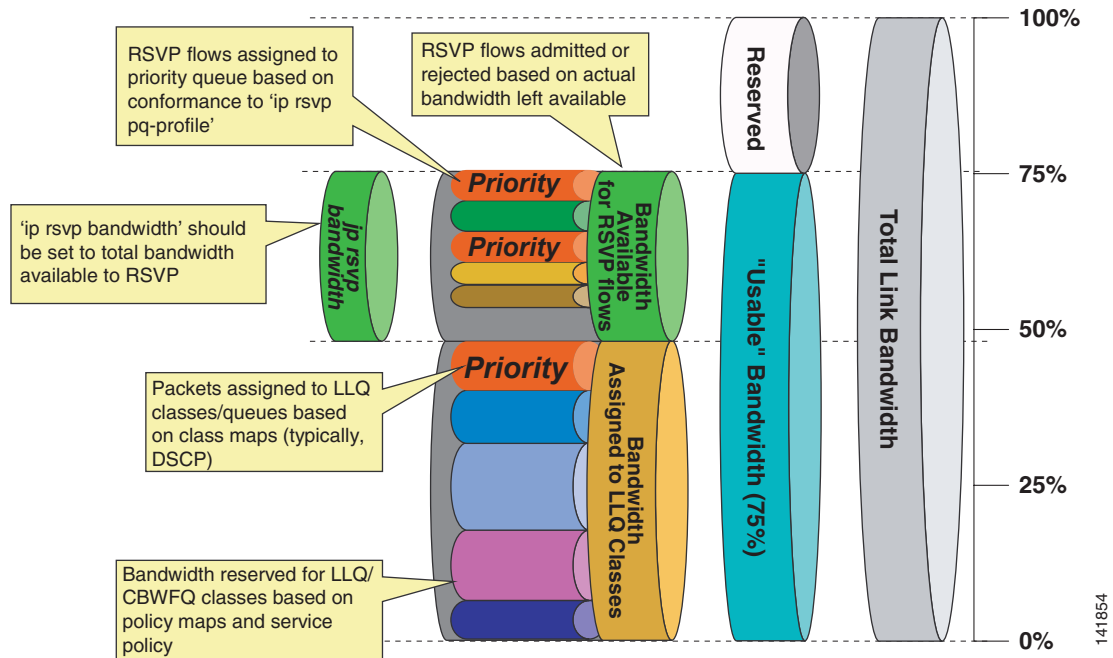 RSVP flows assigned to
priority queue based on
conformance to 'ip rsvp
pq-profile'
RSVP flows admitted or
rejected based on actual
bandwidth left available
'ip rsvp bandwidth' should
be set to total bandwidth
available to RSVP
ip rsvp
bandwidth
Priority
Priority
Bandwidth
Available
for RSVP flows
Packets assigned to LLQ
classes/queues based
on class maps (typically,
DSCP)
Priority
Bandwidth
Assigned to LLQ Classes
Bandwidth reserved for LLQ/
CBWFQ classes based on
policy maps and service
policy
Reserved
"Usable" Bandwidth (75%)
Total Link Bandwidth
100%
75%
50%
25%
0%
141854